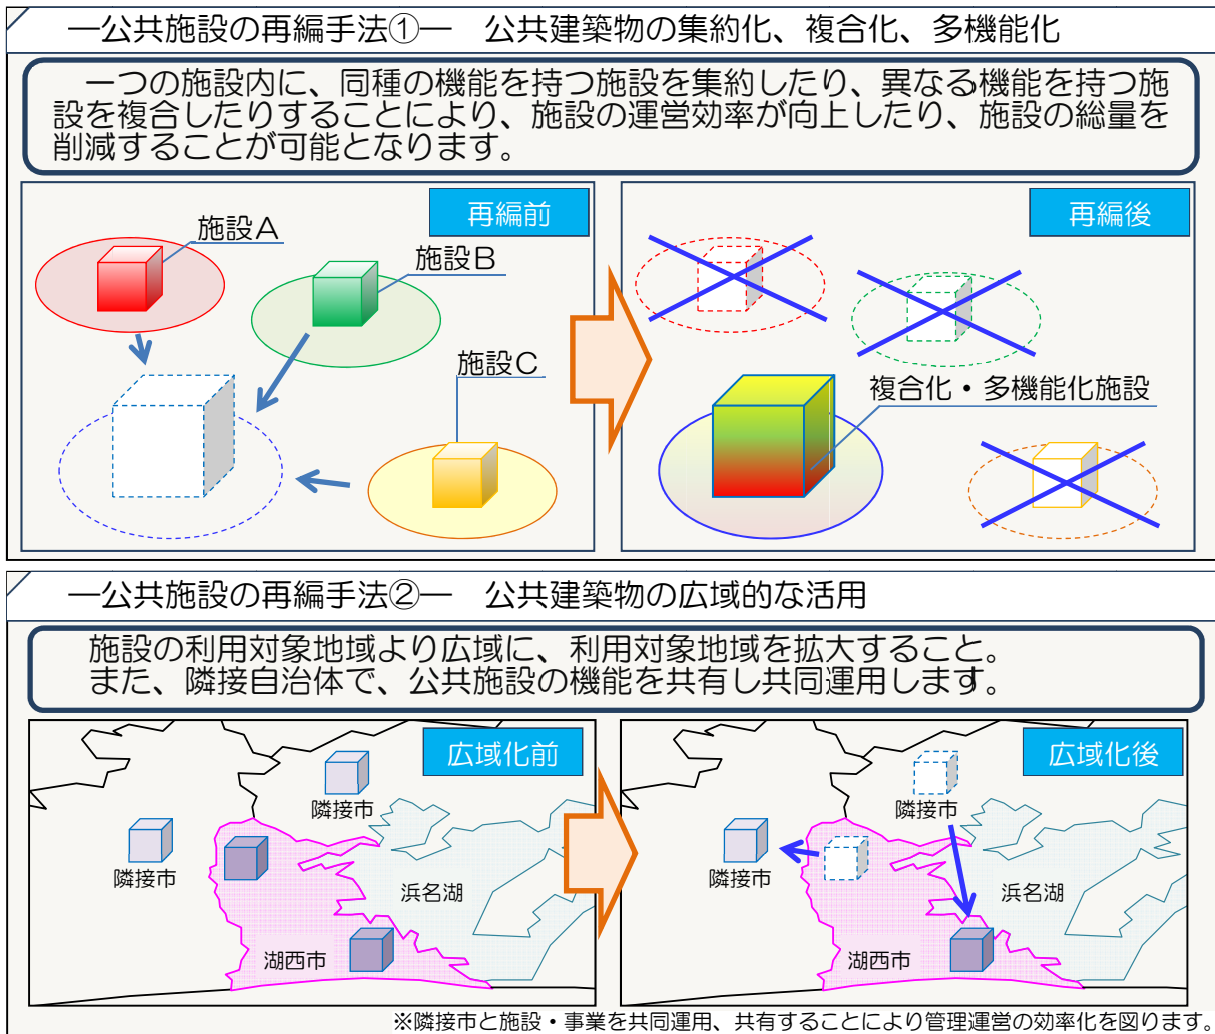 ―公共施設の再編手法①― 公共建築物の集約化、複合化、多機能化
一つの施設内に、同種の機能を持つ施設を集約したり、異なる機能を持つ施
設を複合したりすることにより、施設の運営効率が向上したり、施設の総量を
削減することが可能となります。
再編前
施設A
施設B
施設C
再編後
複合化・多機能化施設
―公共施設の再編手法②― 公共建築物の広域的な活用
施設の利用対象地域より広域に、利用対象地域を拡大すること。
また、隣接自治体で、公共施設の機能を共有し共同運用します。
広域化前
隣接市
隣接市
浜名湖
湖西市
広域化後
隣接市
隣接市
浜名湖
湖西市
※隣接市と施設・事業を共同運用、共有することにより管理運営の効率化を図ります。